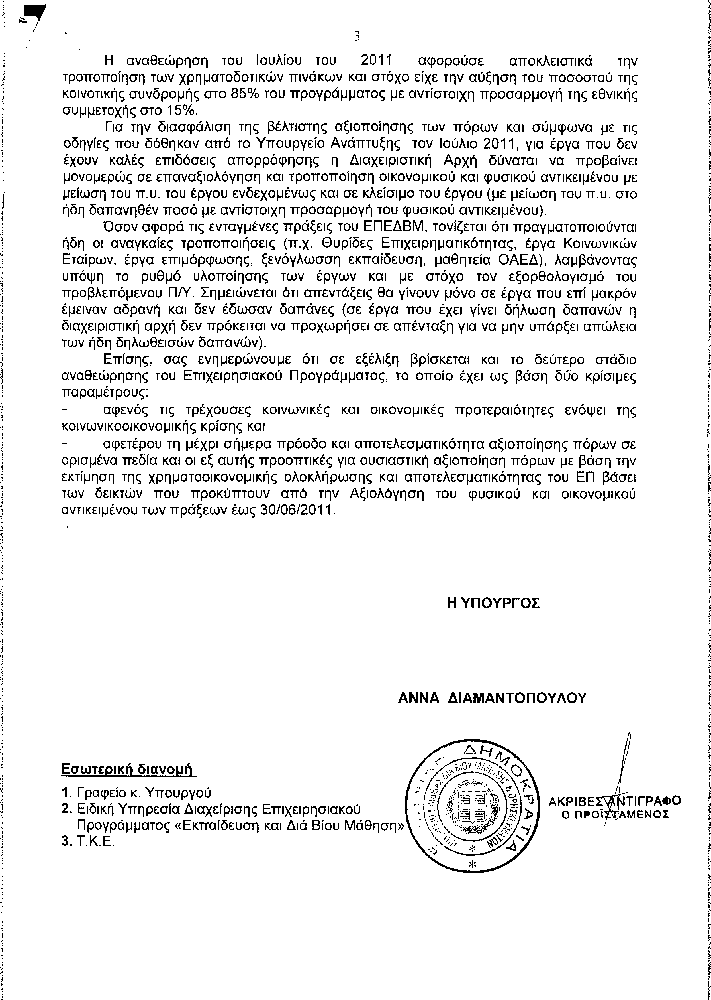 3
Η αναθεώρηση του Ιουλίου του 2011 αφορούσε αποκλειστικά την
τροποποίηση των χρηματοδοτικών πινάκων και στόχο είχε την αύξηση του ποσοστού της
κοινοτικής συνδρομής στο 85% του προγράμματος με αντίστοιχη προσαρμογή της εθνικής
συμμετοχής στο 15%.
Για την διασφάλιση της βέλτιστης αξιοποίησης των πόρων και σύμφωνα με τις
οδηγίες που δόθηκαν από το Υπουργείο Ανάπτυξης τον Ιούλιο 2011, για έργα που δεν
έχουν καλές επιδόσεις απορρόφησης η Διαχειριστική Αρχή δύναται να προβαίνει
μονομερώς σε επαναξιολόγηση και τροποποίηση οικονομικού και φυσικού αντικειμένου με
μείωση του π.υ. του έργου ενδεχομένως και σε κλείσιμο του έργου (με μείωση του π.υ. στο
ήδη δαπανηθέν ποσό με αντίστοιχη προσαρμογή του φυσικού αντικειμένου).
Όσον αφορά τις ενταγμένες πράξεις του ΕΠΕΔΒΜ, τονίζεται ότι πραγματοποιούνται
ήδη οι αναγκαίες τροποποιήσεις (π.χ. Θυρίδες Επιχειρηματικότητας, έργα Κοινωνικών
Εταίρων, έργα επιμόρφωσης, ξενόγλωσση εκπαίδευση, μαθητεία ΟΑΕΔ), λαμβάνοντας
υπόψη το ρυθμό υλοποίησης των έργων και με στόχο τον εξορθολογισμό του
προβλεπόμενου Π/Υ. Σημειώνεται ότι απεντάξεις θα γίνουν μόνο σε έργα που επί μακρόν
έμειναν αδρανή και δεν έδωσαν δαπάνες (σε έργα που έχει γίνει δήλωση δαπανών η
διαχειριστική αρχή δεν πρόκειται να προχωρήσει σε απένταξη για να μην υπάρξει απώλεια
των ήδη δηλωθεισών δαπανών).
Επίσης, σας ενημερώνουμε ότι σε εξέλιξη βρίσκεται και το δεύτερο στάδιο
αναθεώρησης του Επιχειρησιακού Προγράμματος, το οποίο έχει ως βάση δύο κρίσιμες
παραμέτρους:
- αφενός τις τρέχουσες κοινωνικές και οικονομικές προτεραιότητες ενόψει της
κοινωνικοοικονομικής κρίσης και
- αφετέρου τη μέχρι σήμερα πρόοδο και αποτελεσματικότητα αξιοποίησης πόρων σε
ορισμένα πεδία και οι εξ αυτής προοπτικές για ουσιαστική αξιοποίηση πόρων με βάση την
εκτίμηση της χρηματοοικονομικής ολοκλήρωσης και αποτελεσματικότητας του ΕΠ βάσει
των δεικτών που προκύπτουν από την Αξιολόγηση του φυσικού και οικονομικού
αντικειμένου των πράξεων έως 30/06/2011.
Η ΥΠΟΥΡΓΟΣ
ΑΝΝΑ ΔΙΑΜΑΝΤΟΠΟΥΛΟΥ
Εσωτερική διανομή
1. Γραφείο κ. Υπουργού
2. Ειδική Υπηρεσία Διαχείρισης Επιχειρησιακού
Προγράμματος «Εκπαίδευση και Διά Βίου Μάθηση»
3. Τ.Κ.Ε.
ΔΗΜΟΚΡΑΤΙΑ
ΔΙΑ ΒΙΟΥ ΜΑΘΗΣΗΣ & ΘΡΗΣΚΕΥΜΑΤΩΝ
ΑΚΡΙΒΕΣ ΑΝΤΙΓΡΑΦΟ
Ο ΠΡΟΪΣΤΑΜΕΝΟΣ